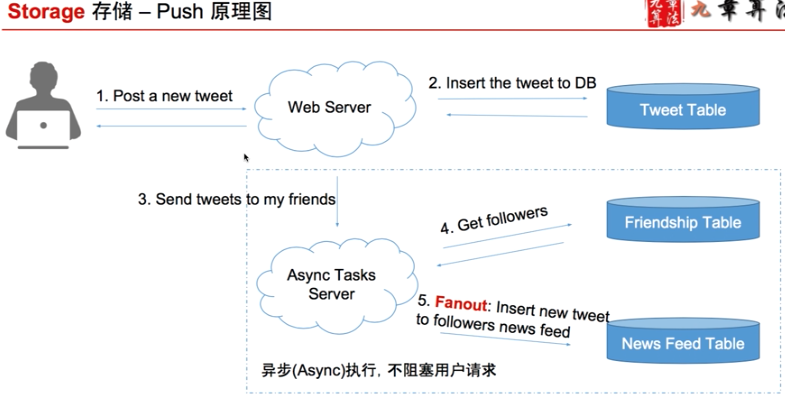 Storage 存储 – Push 原理图
九章算法
九章算法
1. Post a new tweet
Web Server
2. Insert the tweet to DB
Tweet Table
3. Send tweets to my friends
4. Get followers
Friendship Table
Async Tasks
Server
5. Fanout: Insert new tweet
to followers news feed
News Feed Table
异步(Async)执行, 不阻塞用户请求